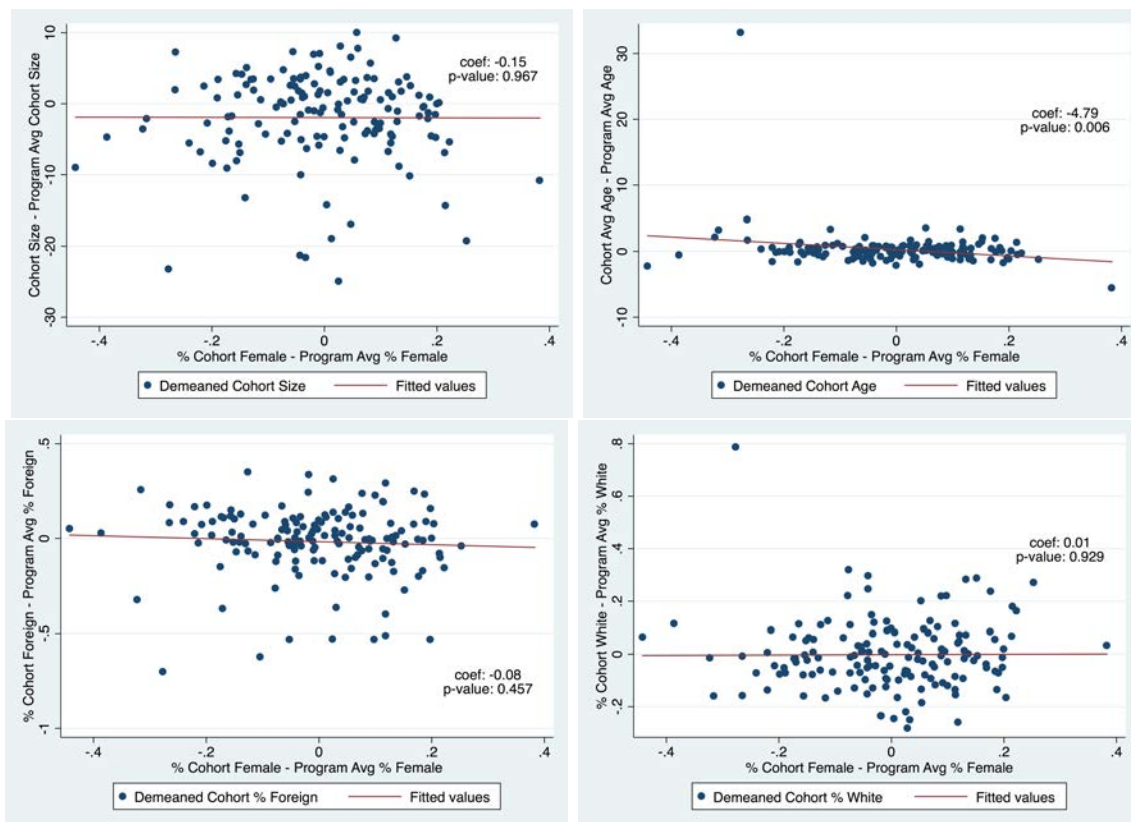 Cohort Size - Program Avg Cohort Size
10
0
-10
-20
-30
coef: -0.15
p-value: 0.967
-.4
-.2
0
.2
.4
% Cohort Female - Program Avg % Female
Demeaned Cohort Size
Fitted values
Cohort Avg Age - Program Avg Age
30
20
10
0
-10
coef: -4.79
p-value: 0.006
-.4
-.2
0
.2
.4
% Cohort Female - Program Avg % Female
Demeaned Cohort Age
Fitted values
% Cohort Foreign - Program Avg % Foreign
.5
0
-.5
-1
coef: -0.08
p-value: 0.457
-.4
-.2
0
.2
.4
% Cohort Female - Program Avg % Female
Demeaned Cohort % Foreign
Fitted values
% Cohort White - Program Avg % White
.8
.6
.4
.2
0
-.2
coef: 0.01
p-value: 0.929
-.4
-.2
0
.2
.4
% Cohort Female - Program Avg % Female
Demeaned Cohort % White
Fitted values